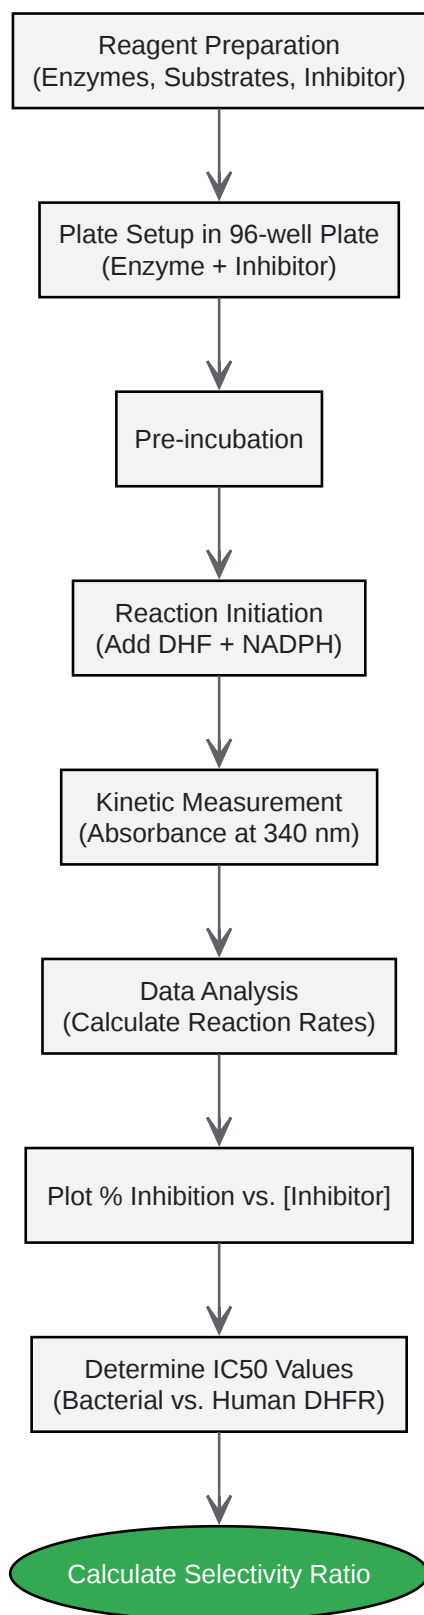 Reagent Preparation
(Enzymes, Substrates, Inhibitor)
Plate Setup in 96-well Plate
(Enzyme + Inhibitor)
Pre-incubation
Reaction Initiation
(Add DHF + NADPH)
Kinetic Measurement
(Absorbance at 340 nm)
Data Analysis
(Calculate Reaction Rates)
Plot % Inhibition vs. [Inhibitor]
Determine IC50 Values
(Bacterial vs. Human DHFR)
Calculate Selectivity Ratio